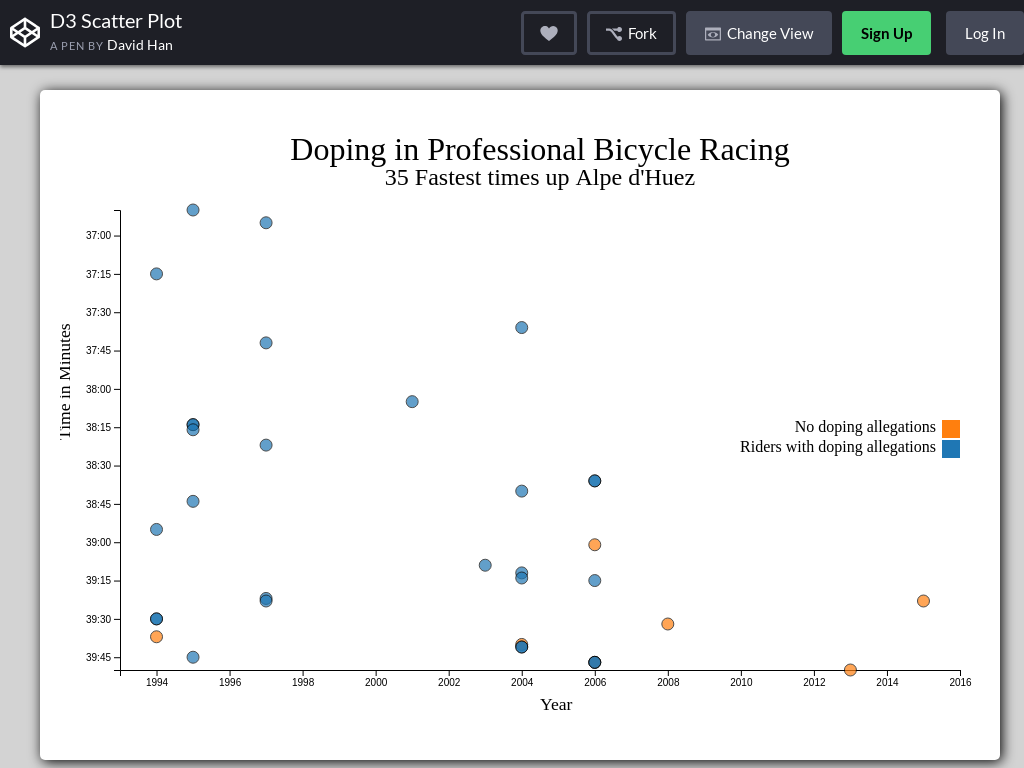 D3 Scatter Plot
A PEN BY David Han
Fork
Change View
Sign Up
Log In
Doping in Professional Bicycle Racing
35 Fastest times up Alpe d'Huez
37:00
37:15
37:30
37:45
38:00
38:15
38:30
38:45
39:00
39:15
39:30
39:45
Time in Minutes
No doping allegations
Riders with doping allegations
1994 1996 1998 2000 2002 2004 2006 2008 2010 2012 2014 2016
Year